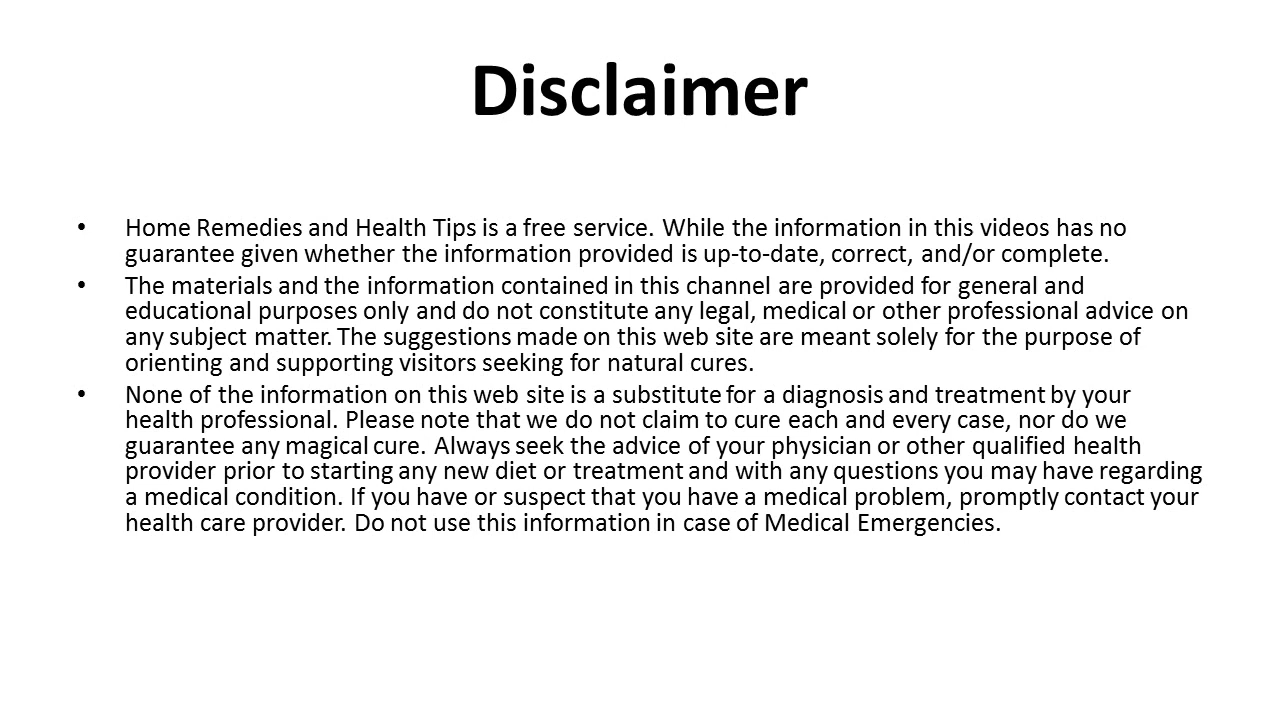 Disclaimer
• Home Remedies and Health Tips is a free service. While the information in this videos has no
guarantee given whether the information provided is up-to-date, correct, and/or complete.
• The materials and the information contained in this channel are provided for general and
educational purposes only and do not constitute any legal, medical or other professional advice on
any subject matter. The suggestions made on this web site are meant solely for the purpose of
orienting and supporting visitors seeking for natural cures.
• None of the information on this web site is a substitute for a diagnosis and treatment by your
health professional. Please note that we do not claim to cure each and every case, nor do we
guarantee any magical cure. Always seek the advice of your physician or other qualified health
provider prior to starting any new diet or treatment and with any questions you may have regarding
a medical condition. If you have or suspect that you have a medical problem, promptly contact your
health care provider. Do not use this information in case of Medical Emergencies.